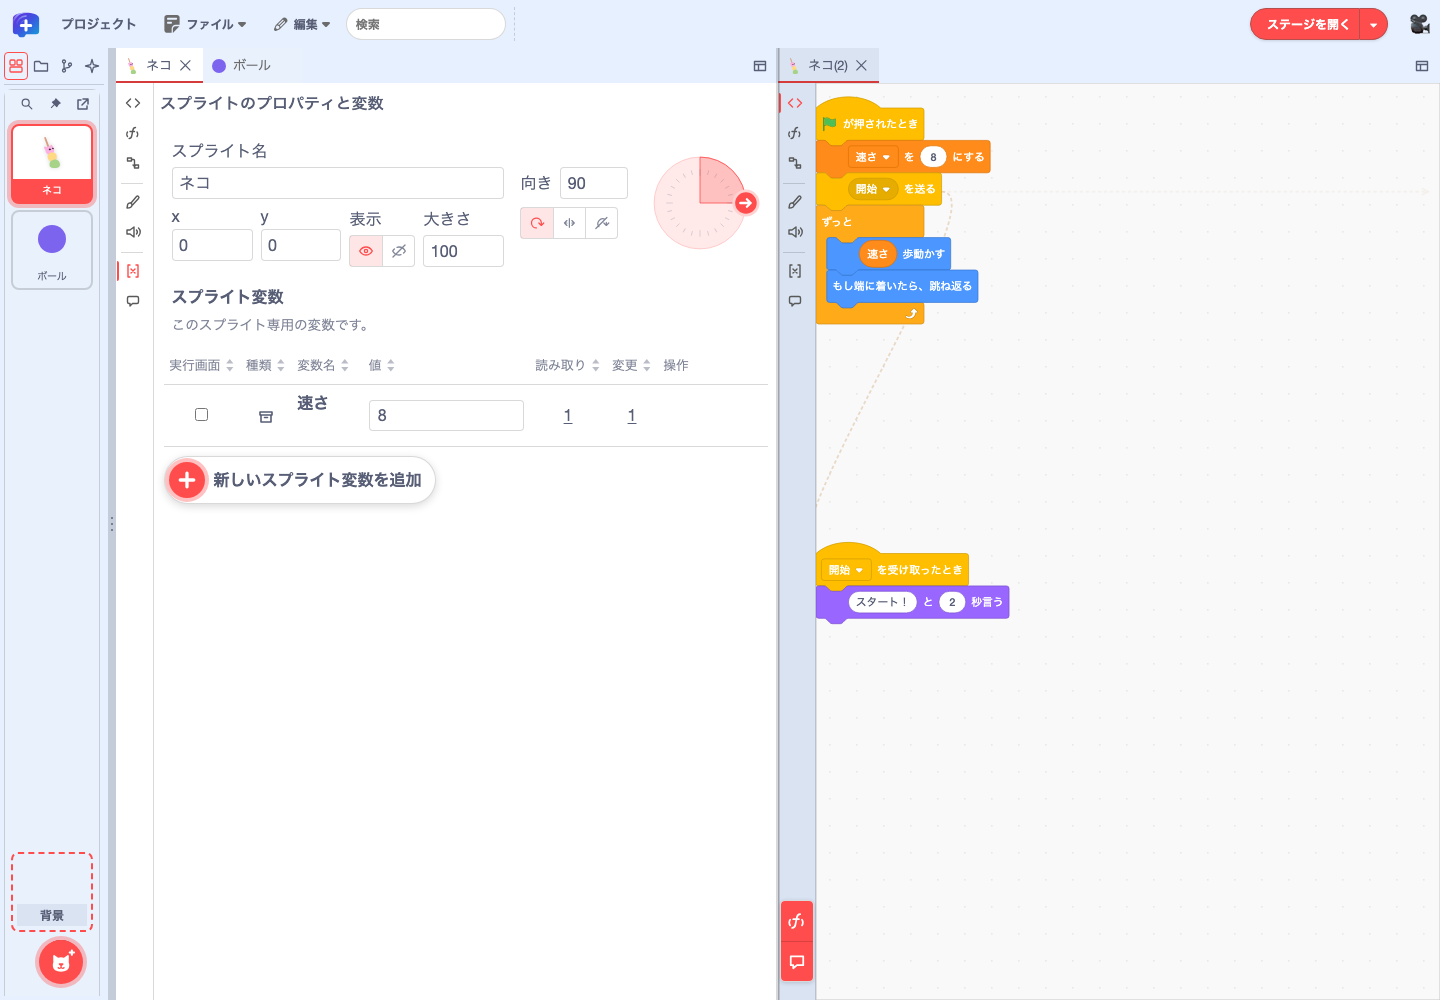 プロジェクト
ファイル
編集
検索
ステージを開く
ネコ
ボール
ネコ(2)
ネコ
ボール
背景
スプライトのプロパティと変数
スプライト名
ネコ
向き 90
x y 表示 大きさ
0 0 100
スプライト変数
このスプライト専用の変数です。
実行画面 種類 変数名 値 読み取り 変更 操作
速さ 8 1 1
新しいスプライト変数を追加
が押されたとき
速さ を 8 にする
開始 を送る
ずっと
速さ 歩動かす
もし端に着いたら、跳ね返る
開始 を受け取ったとき
スタート！ と 2 秒言う